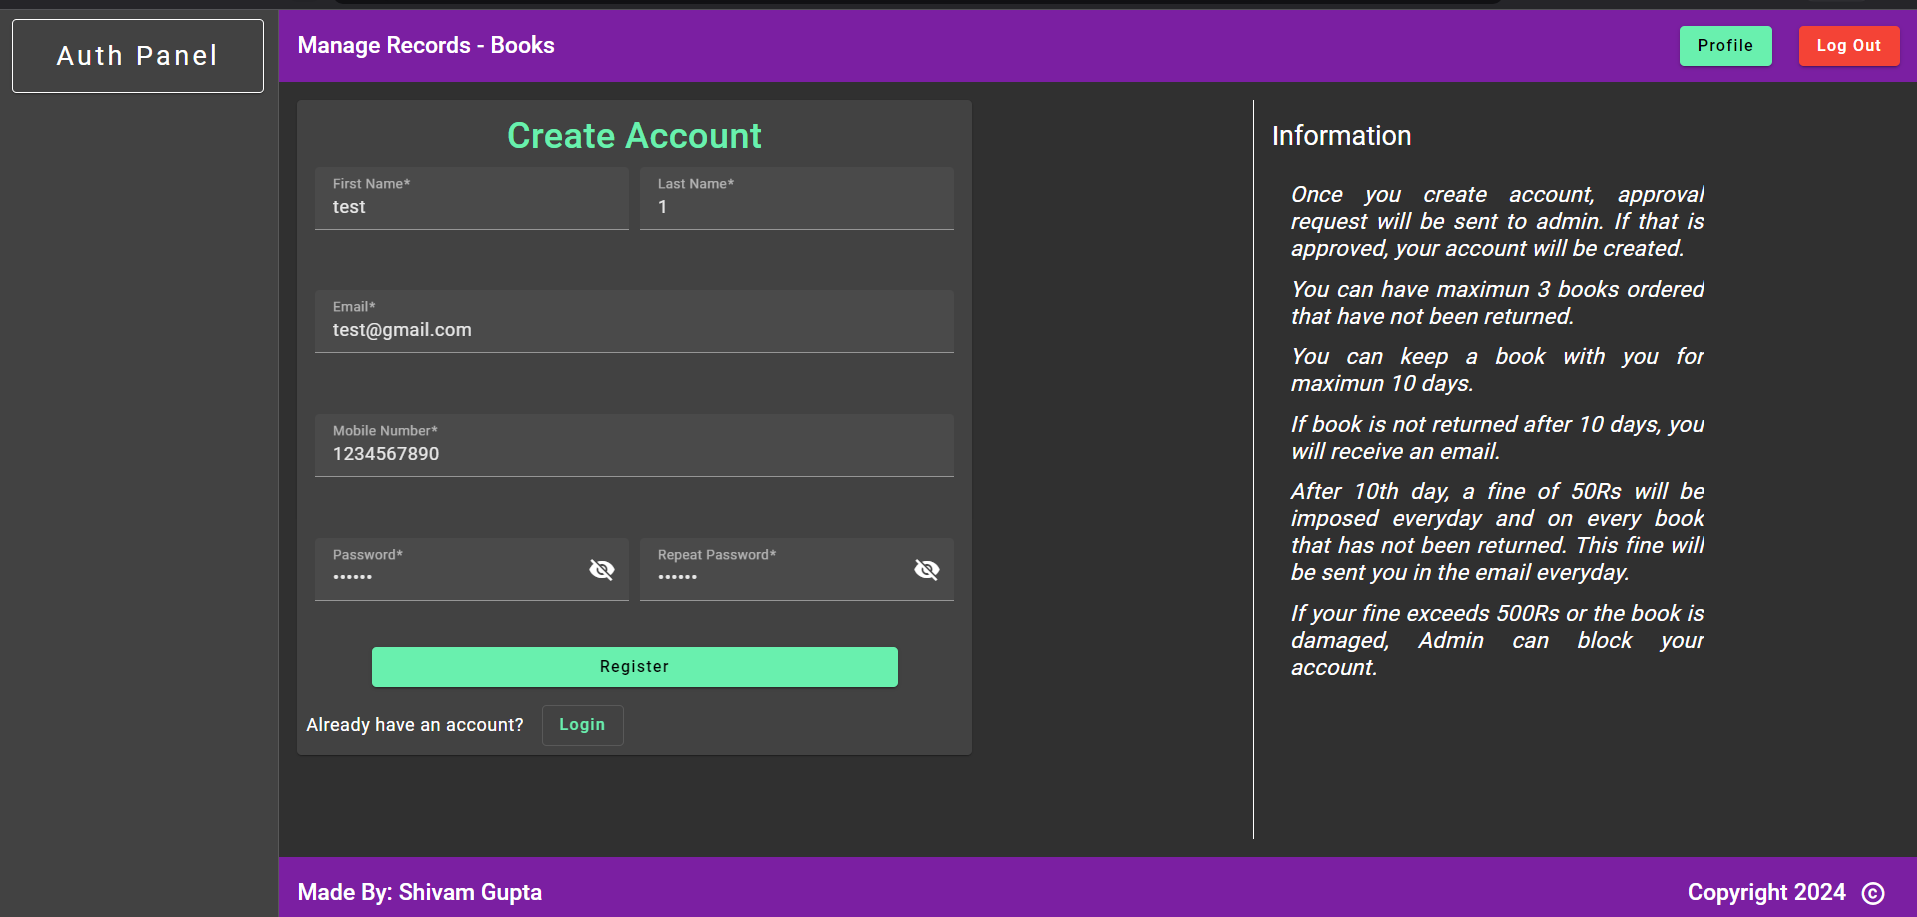 Auth Panel
Manage Records - Books
Profile
Log Out
Create Account
First Name*
test
Last Name*
1
Email*
test@gmail.com
Mobile Number*
1234567890
Password*
••••••
Repeat Password*
••••••
Register
Already have an account?
Login
Information
Once you create account, approval
request will be sent to admin. If that is
approved, your account will be created.
You can have maximun 3 books ordered
that have not been returned.
You can keep a book with you for
maximun 10 days.
If book is not returned after 10 days, you
will receive an email.
After 10th day, a fine of 50Rs will be
imposed everyday and on every book
that has not been returned. This fine will
be sent you in the email everyday.
If your fine exceeds 500Rs or the book is
damaged, Admin can block your
account.
Made By: Shivam Gupta
Copyright 2024 ©